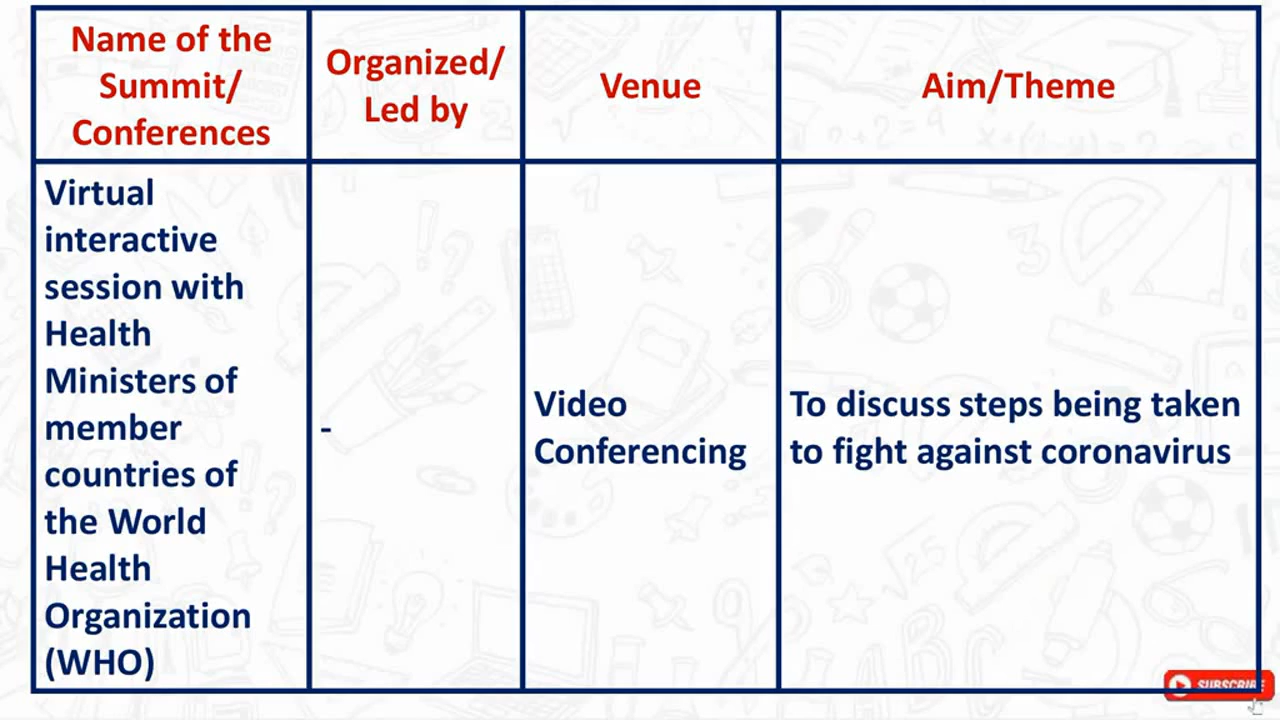 Name of the
Summit/
Conferences
Organized/
Led by
Venue
Aim/Theme
Virtual
interactive
session with
Health
Ministers of
member
countries of
the World
Health
Organization
(WHO)
-
Video
Conferencing
To discuss steps being taken
to fight against coronavirus
SUBSCRIBE